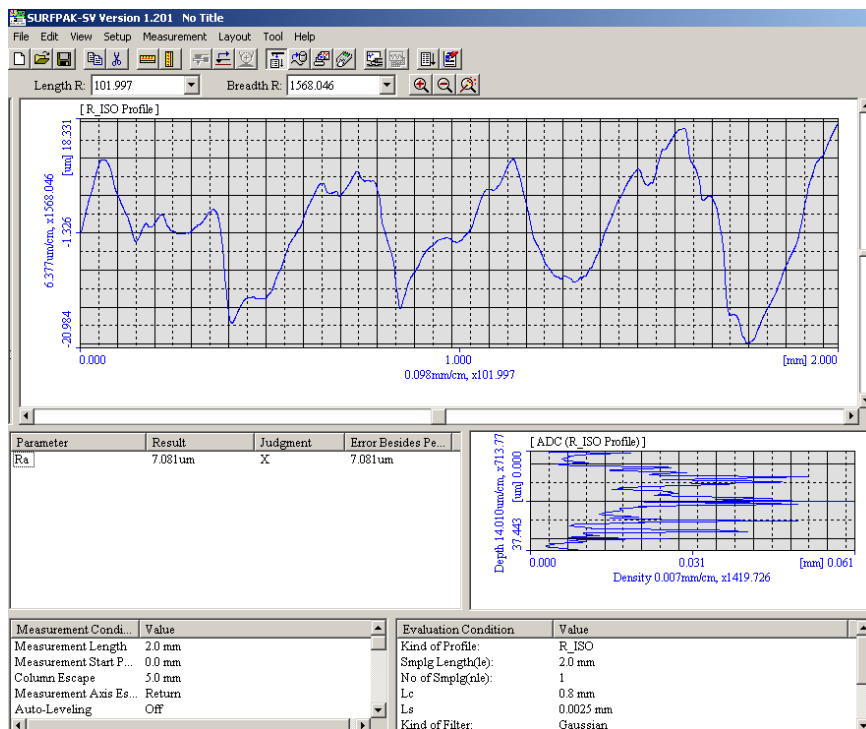 SURFPAK-SV Version 1.201 No Title
File Edit View Setup Measurement Layout Tool Help
Length R: 101.997 Breadth R: 1568.046
[ R_ISO Profile ]
6.377um/cm, x1568.046
[um] 18.331
-1.326
-20.984
0.000 1.000 [mm] 2.000
0.098mm/cm, x101.997
Parameter Result Judgment Error Besides Pe...
Ra 7.081um X 7.081um
[ ADC (R_ISO Profile) ]
Depth 14.010um/cm, x713.77
[um] 0.000
37.443
0.000 0.031 [mm] 0.061
Density 0.007mm/cm, x1419.726
Measurement Condi... Value
Measurement Length 2.0 mm
Measurement Start P... 0.0 mm
Column Escape 5.0 mm
Measurement Axis Es... Return
Auto-Leveling Off
Evaluation Condition Value
Kind of Profile: R_ISO
Smplg Length(le): 2.0 mm
No of Smplg(nle): 1
Lc 0.8 mm
Ls 0.0025 mm
Kind of Filter: Gaussian